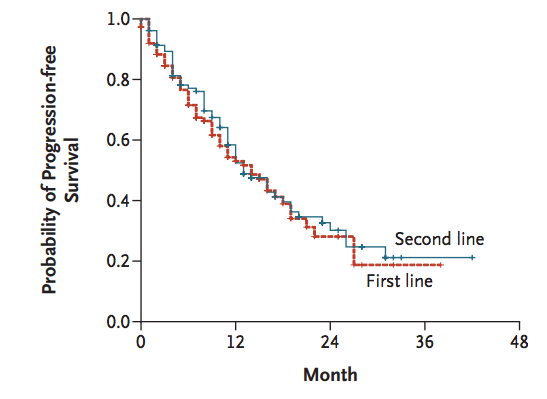 Probability of Progression-free
Survival
1.0
0.8
0.6
0.4
0.2
0.0
Second line
First line
0 12 24 36 48
Month